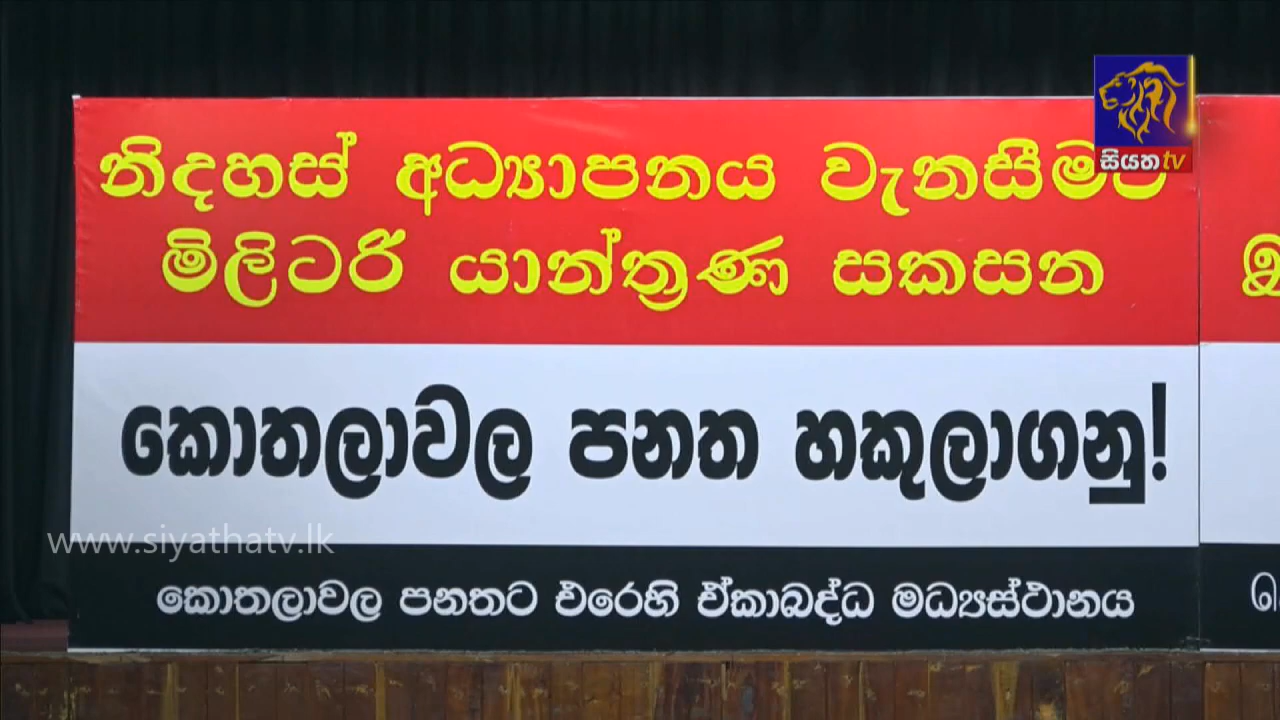 සියත tv
නිදහස් අධ්‍යාපනය වැනසීමට
මිලිටරි යාන්ත්‍රණ සකසන
කොතලාවල පනත හකුලාගනු!
www.siyathatv.lk
කොතලාවල පනතට එරෙහි ඒකාබද්ධ මධ්‍යස්ථානය